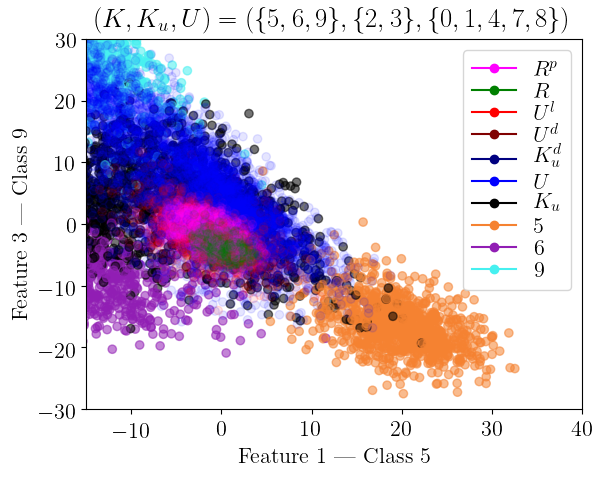 (K, K_u, U) = ({5, 6, 9}, {2, 3}, {0, 1, 4, 7, 8})
30
20
10
0
−10
−20
−30
Feature 3 — Class 9
R^p
R
U^l
U^d
K_u^d
U
K_u
5
6
9
−10
0
10
20
30
40
Feature 1 — Class 5